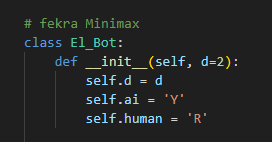 # fekra Minimax
class El_Bot:
    def __init__(self, d=2):
        self.d = d
        self.ai = 'Y'
        self.human = 'R'